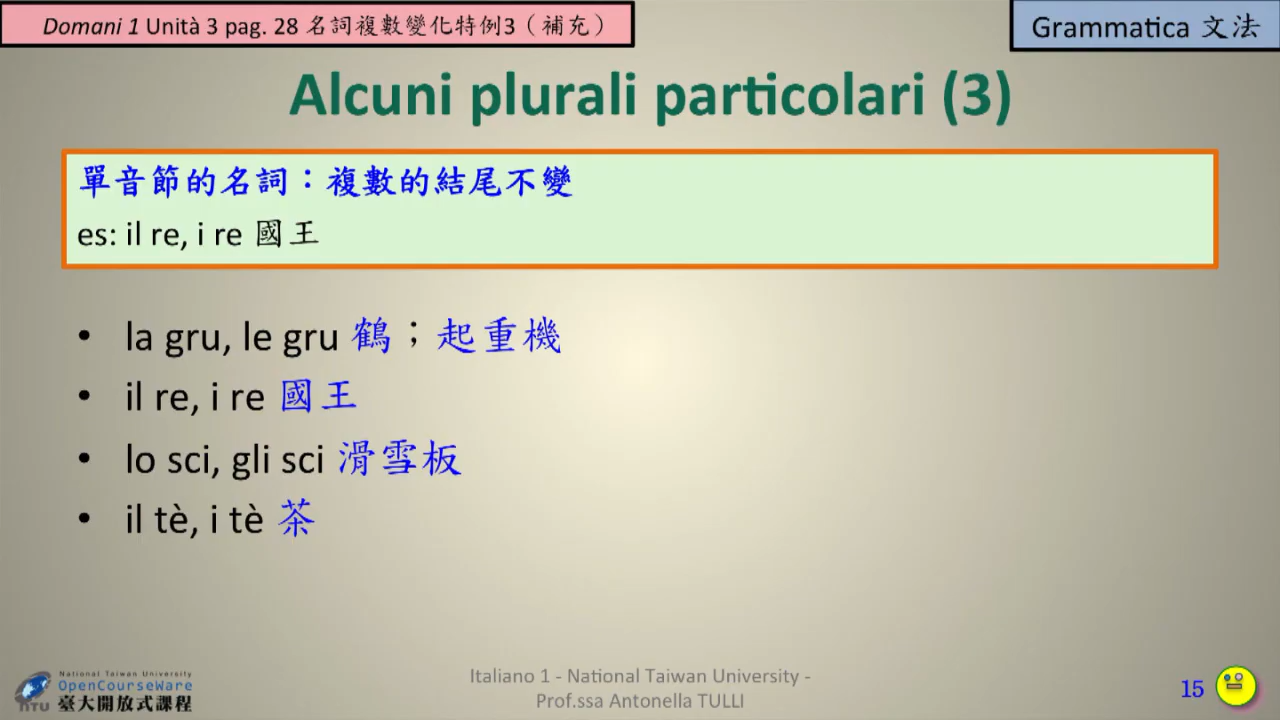 Domani 1 Unità 3 pag. 28 名詞複數變化特例3（補充）
Grammatica 文法
Alcuni plurali particolari (3)
單音節的名詞：複數的結尾不變
es: il re, i re 國王
• la gru, le gru 鶴；起重機
• il re, i re 國王
• lo sci, gli sci 滑雪板
• il tè, i tè 茶
National Taiwan University
OpenCourseWare
NTU 臺大開放式課程
Italiano 1 - National Taiwan University -
Prof.ssa Antonella TULLI
15